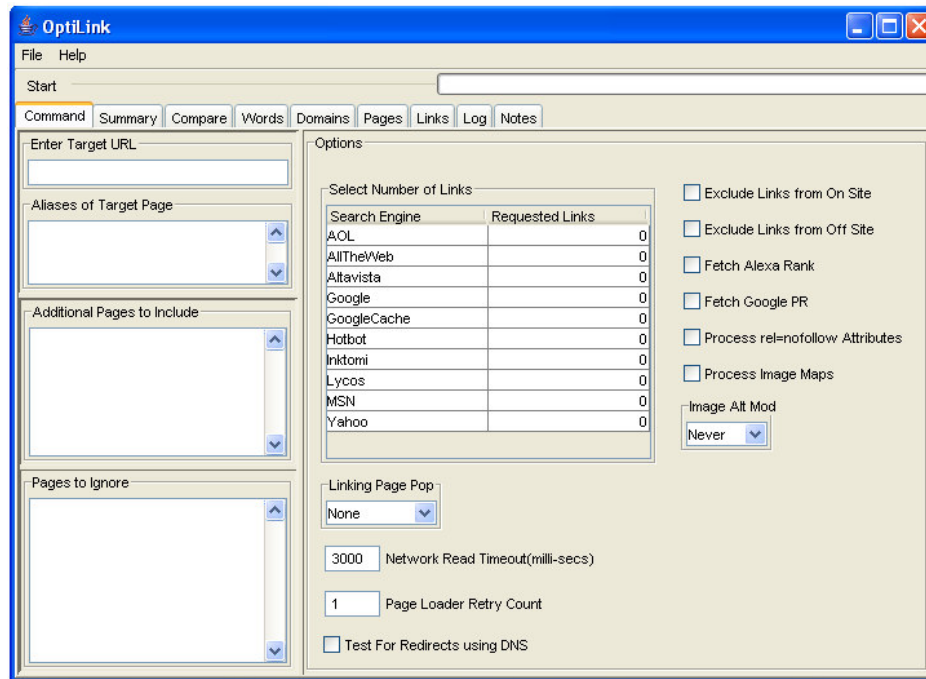 OptiLink
File Help
Start
Command Summary Compare Words Domains Pages Links Log Notes
Enter Target URL
Aliases of Target Page
Additional Pages to Include
Pages to Ignore
Options
Select Number of Links
Search Engine Requested Links
AOL 0
AllTheWeb 0
Altavista 0
Google 0
GoogleCache 0
Hotbot 0
Inktomi 0
Lycos 0
MSN 0
Yahoo 0
Linking Page Pop
None
3000 Network Read Timeout(milli-secs)
1 Page Loader Retry Count
Test For Redirects using DNS
Exclude Links from On Site
Exclude Links from Off Site
Fetch Alexa Rank
Fetch Google PR
Process rel=nofollow Attributes
Process Image Maps
Image Alt Mod
Never